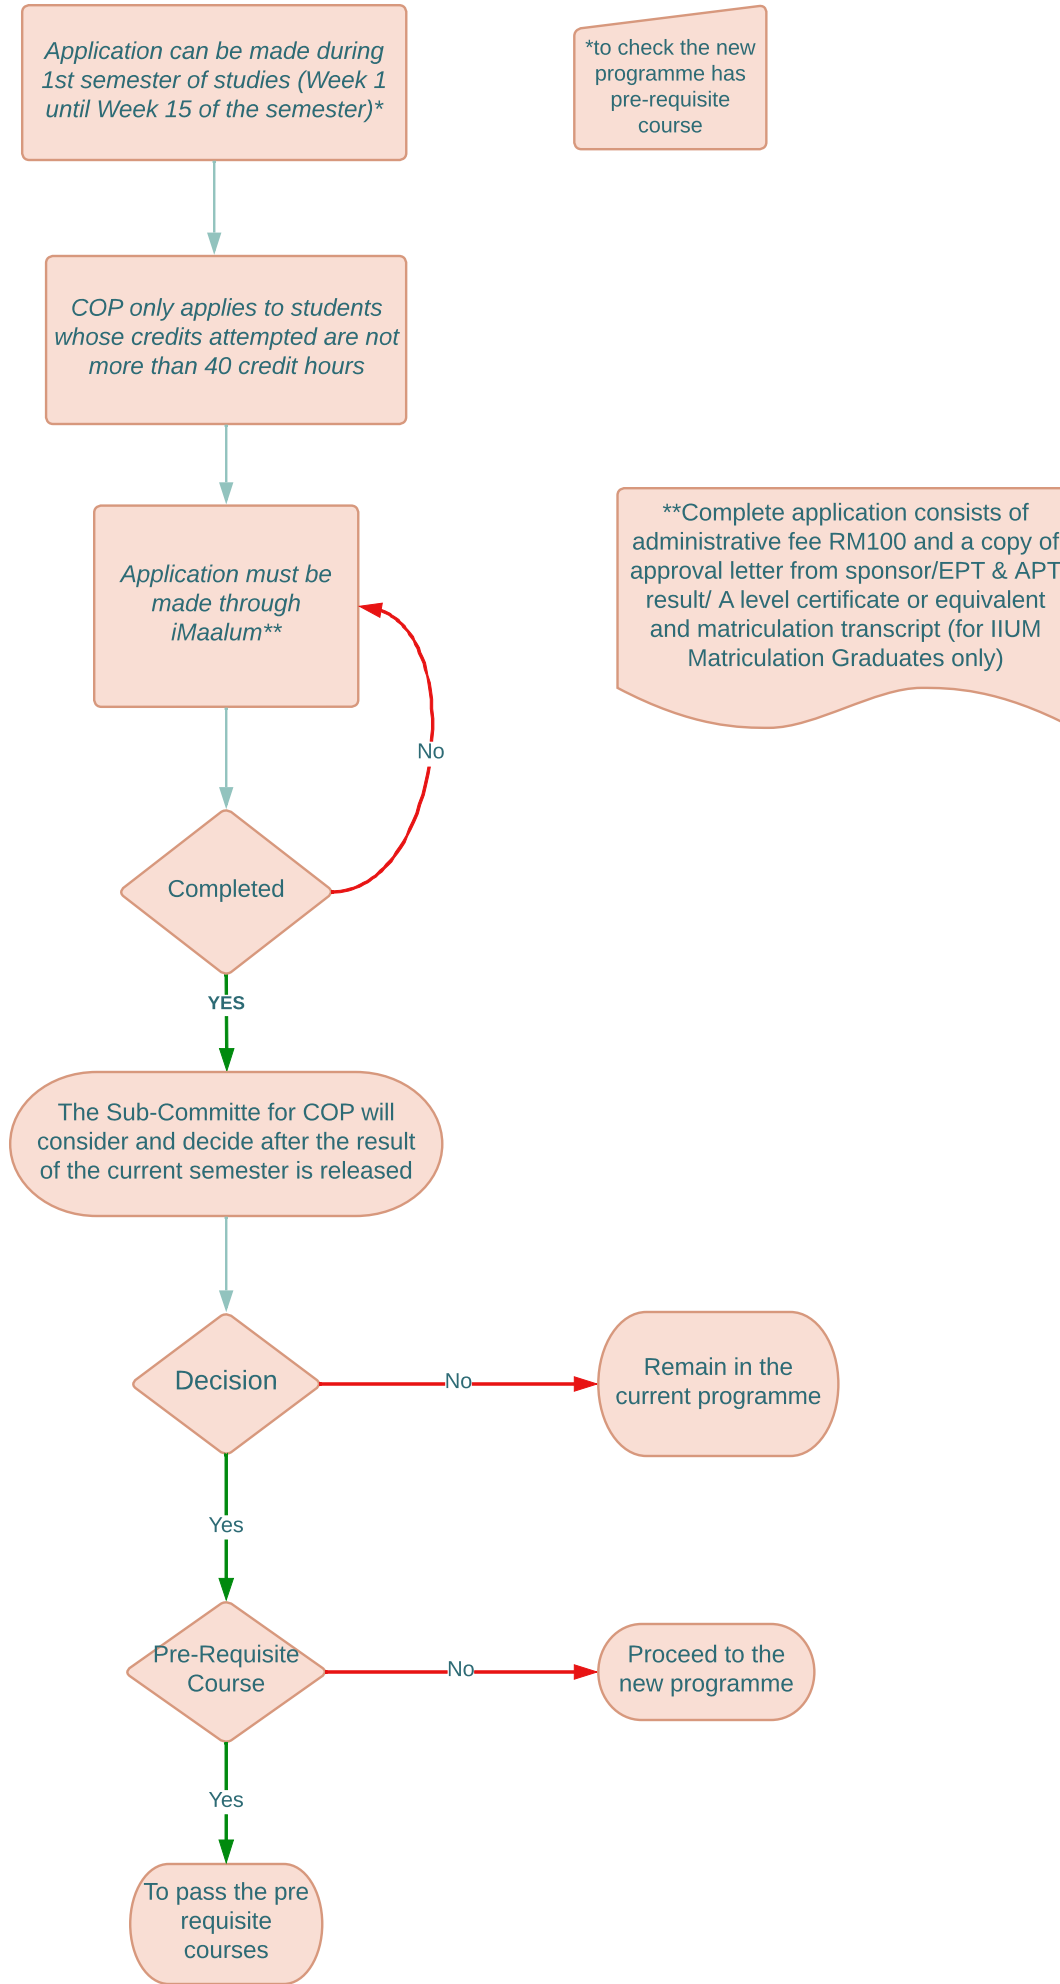 Application can be made during
1st semester of studies (Week 1
until Week 15 of the semester)*
*to check the new
programme has
pre-requisite
course
COP only applies to students
whose credits attempted are not
more than 40 credit hours
**Complete application consists of
administrative fee RM100 and a copy of
approval letter from sponsor/EPT & APT
result/ A level certificate or equivalent
and matriculation transcript (for IIUM
Matriculation Graduates only)
Application must be
made through
iMaalum**
No
Completed
YES
The Sub-Committe for COP will
consider and decide after the result
of the current semester is released
Decision
No
Remain in the
current programme
Yes
Pre-Requisite
Course
No
Proceed to the
new programme
Yes
To pass the pre
requisite
courses